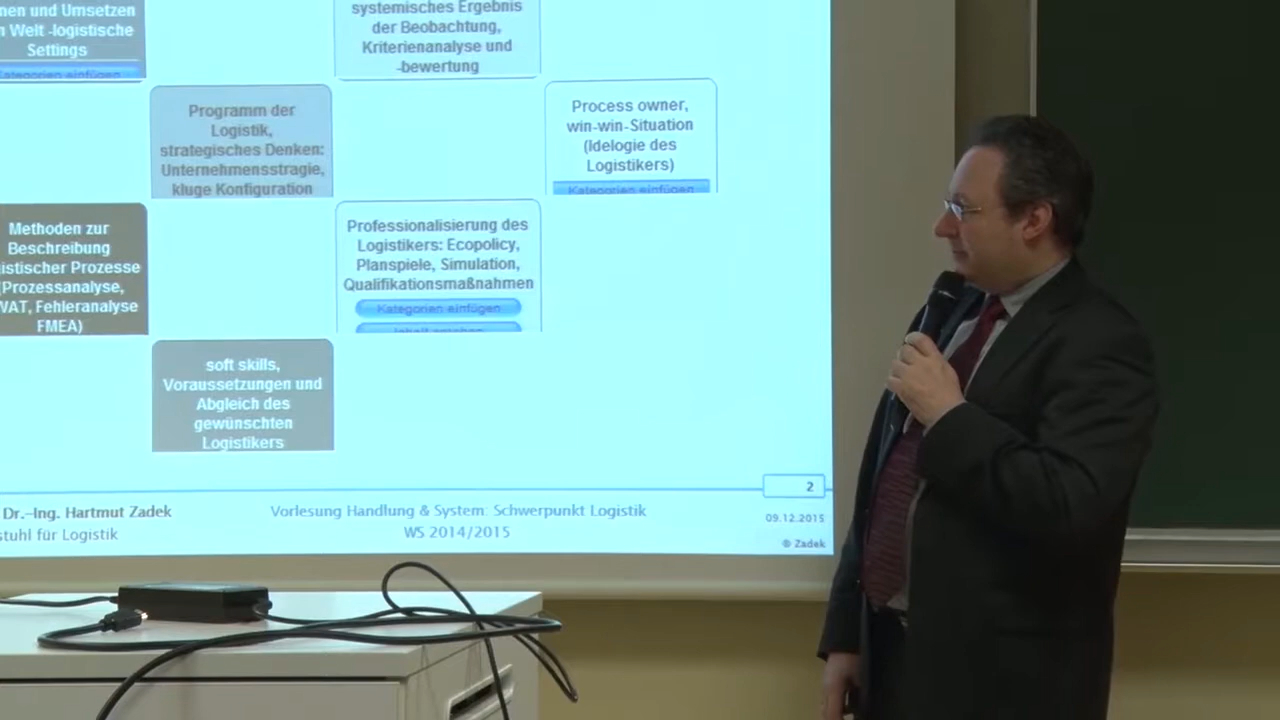 nen und Umsetzen
n Welt -logistische
Settings
Kategorien einfügen
systemisches Ergebnis
der Beobachtung,
Kriterienanalyse und
-bewertung
Programm der
Logistik,
strategisches Denken:
Unternehmensstragie,
kluge Konfiguration
Process owner,
win-win-Situation
(Idelogie des
Logistikers)
Kategorien einfügen
Methoden zur
Beschreibung
istischer Prozesse
(Prozessanalyse,
WAT, Fehleranalyse
FMEA)
Professionalisierung des
Logistikers: Ecopolicy,
Planspiele, Simulation,
Qualifikationsmaßnahmen
Kategorien einfügen
soft skills,
Voraussetzungen und
Abgleich des
gewünschten
Logistikers
2
Dr.-Ing. Hartmut Zadek
stuhl für Logistik
Vorlesung Handlung & System: Schwerpunkt Logistik
WS 2014/2015
09.12.2015
© Zadek